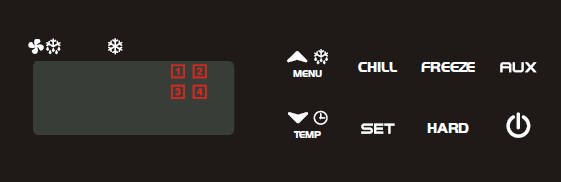 1 2
3 4
MENU
CHILL
FREEZE
AUX
TEMP
SET
HARD